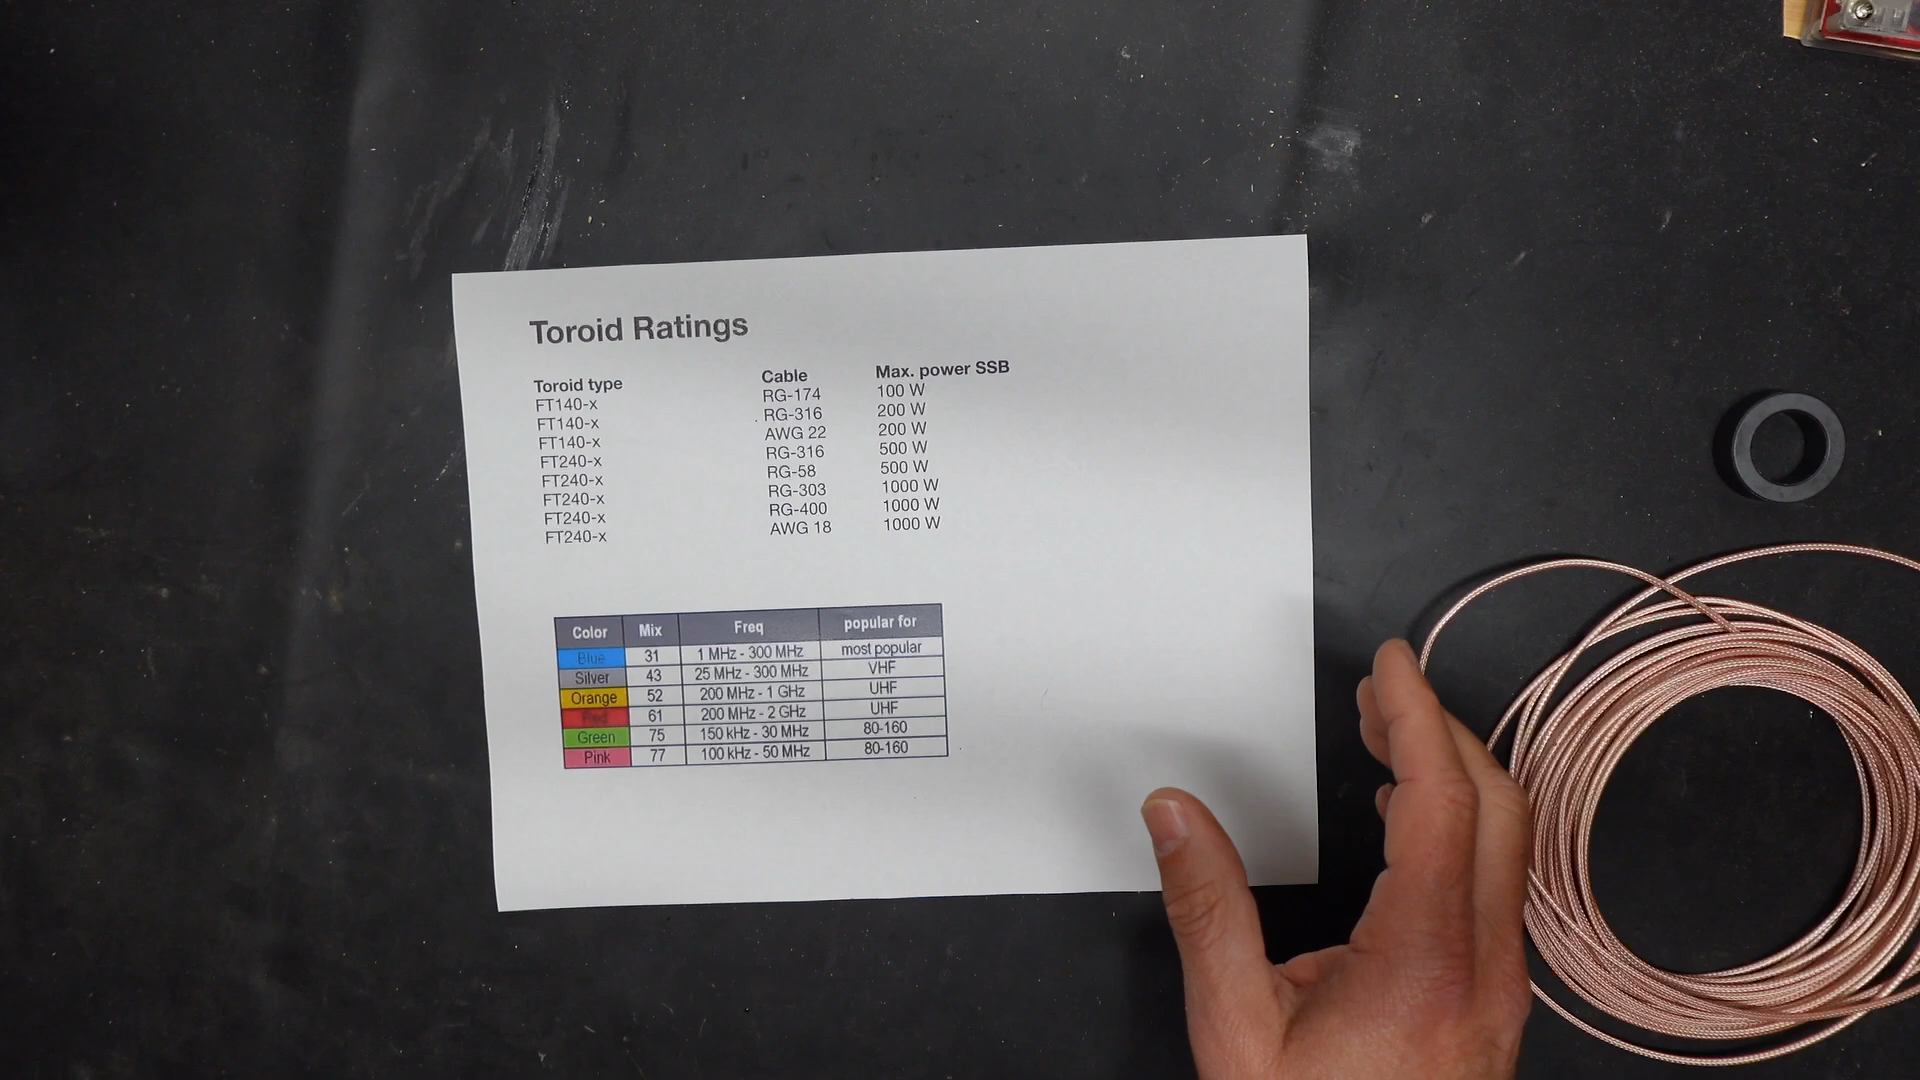 Toroid Ratings
Toroid type Cable Max. power SSB
FT140-x RG-174 100 W
FT140-x RG-316 200 W
FT140-x AWG 22 200 W
FT240-x RG-316 500 W
FT240-x RG-58 500 W
FT240-x RG-303 1000 W
FT240-x RG-400 1000 W
FT240-x AWG 18 1000 W
Color Mix Freq popular for
Blue 31 1 MHz - 300 MHz most popular
Silver 43 25 MHz - 300 MHz VHF
Orange 52 200 MHz - 1 GHz UHF
Red 61 200 MHz - 2 GHz UHF
Green 75 150 kHz - 30 MHz 80-160
Pink 77 100 kHz - 50 MHz 80-160